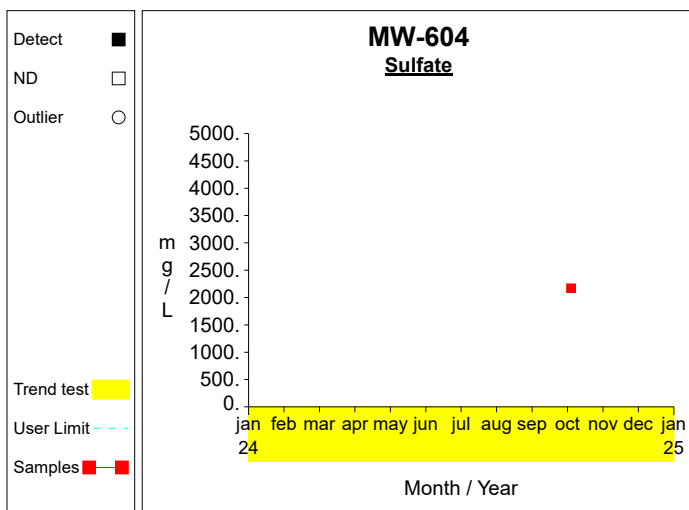 Detect
ND
Outlier
Trend test
User Limit
Samples
MW-604
Sulfate
5000.
4500.
4000.
3500.
3000.
2500.
2000.
1500.
1000.
500.
0.
mg/L
jan feb mar apr may jun jul aug sep oct nov dec jan
24 25
Month / Year